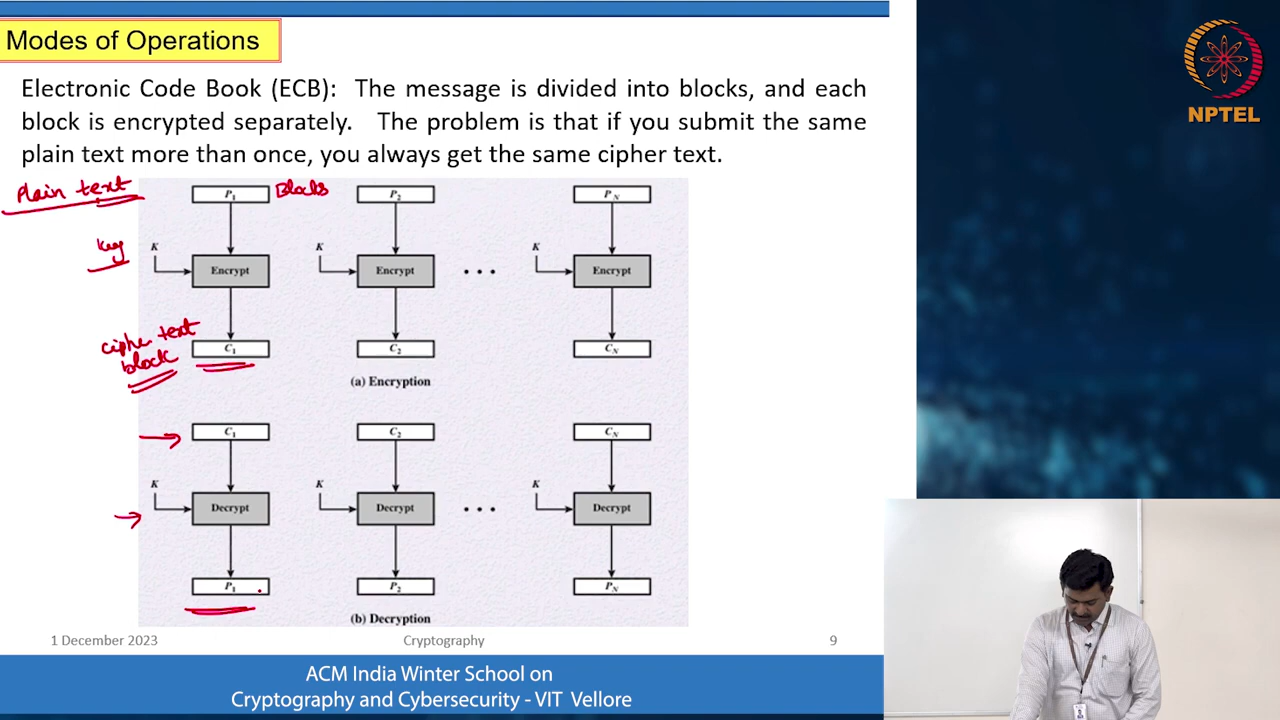 Modes of Operations
NPTEL
Electronic Code Book (ECB): The message is divided into blocks, and each
block is encrypted separately. The problem is that if you submit the same
plain text more than once, you always get the same cipher text.
Plain text
P1 Blocks P2 PN
Key
K K K
Encrypt Encrypt • • • Encrypt
cipher text
block
C1 C2 CN
(a) Encryption
C1 C2 CN
K K K
Decrypt Decrypt • • • Decrypt
P1 P2 PN
(b) Decryption
1 December 2023 Cryptography 9
ACM India Winter School on
Cryptography and Cybersecurity - VIT Vellore